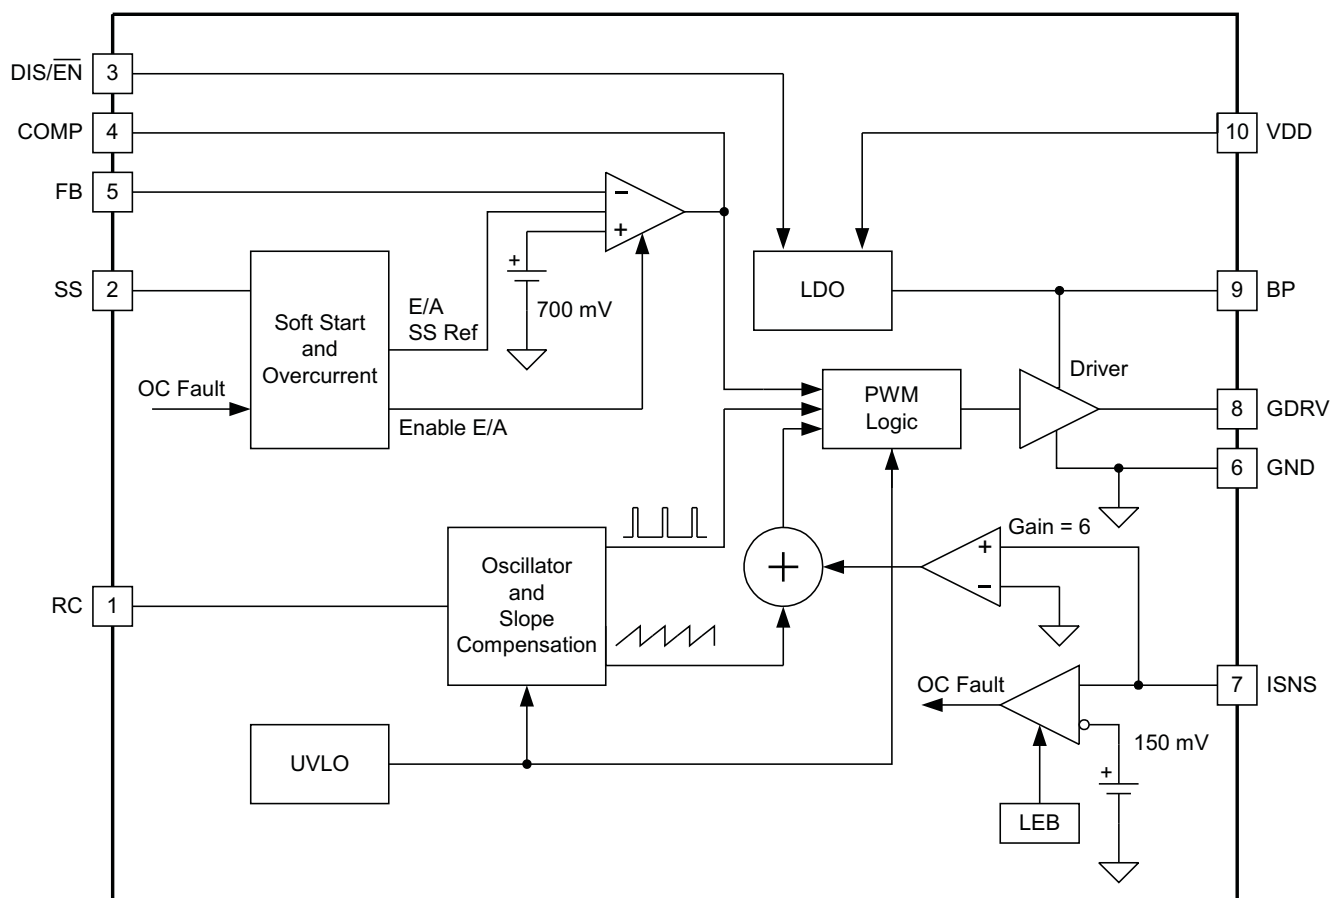 DIS/EN
3
COMP
4
FB
5
SS
2
RC
1
10
VDD
9
BP
8
GDRV
6
GND
7
ISNS
−
+
+
700 mV
Soft Start
and
Overcurrent
E/A
SS Ref
OC Fault
Enable E/A
LDO
Driver
PWM
Logic
Gain = 6
+
−
+
Oscillator
and
Slope
Compensation
UVLO
OC Fault
150 mV
+
LEB